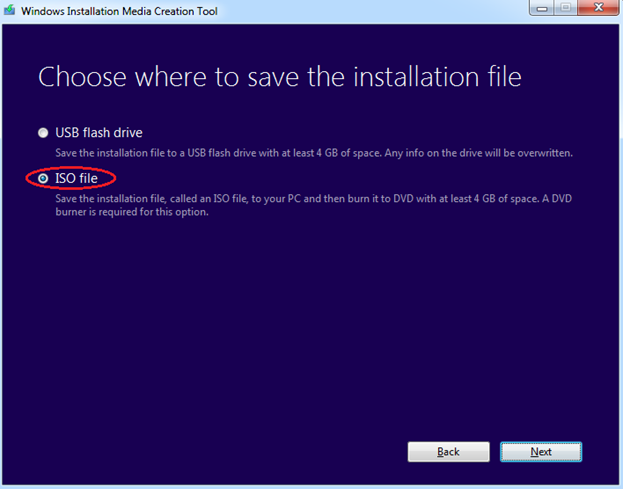 Windows Installation Media Creation Tool
Choose where to save the installation file
USB flash drive
Save the installation file to a USB flash drive with at least 4 GB of space. Any info on the drive will be overwritten.
ISO file
Save the installation file, called an ISO file, to your PC and then burn it to DVD with at least 4 GB of space. A DVD
burner is required for this option.
Back
Next